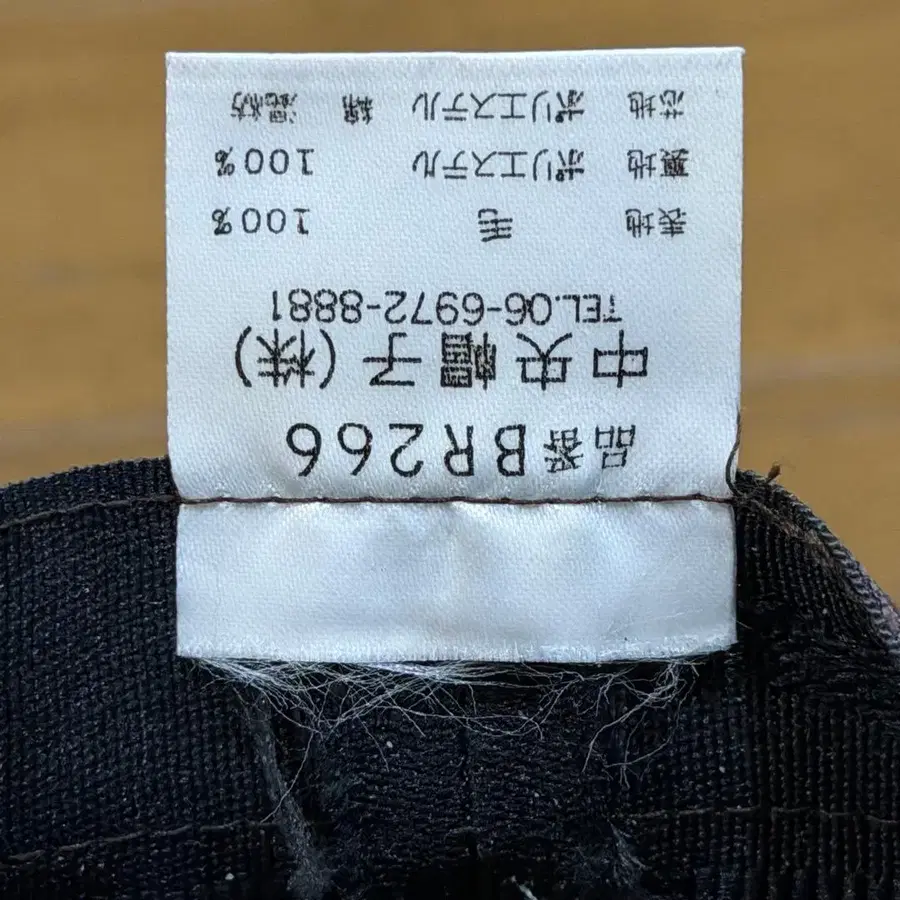 品番BR266
中央帽子(株)
TEL.06-6972-8881
表地 毛 100%
裏地 ポリエステル 100%
芯地 ポリエステル 綿 混紡